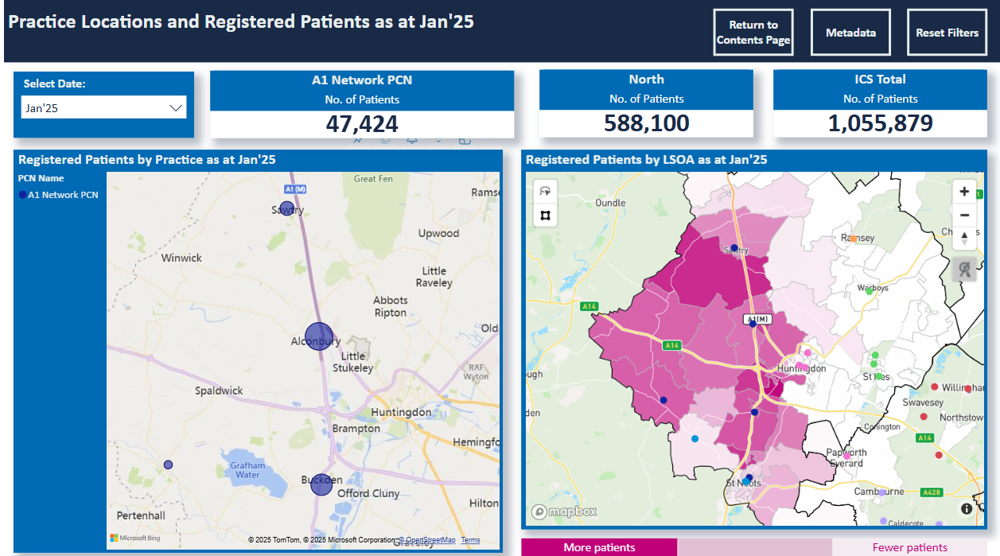 Practice Locations and Registered Patients as at Jan'25
Return to
Contents Page
Metadata
Reset Filters
Select Date:
Jan'25
A1 Network PCN
No. of Patients
47,424
North
No. of Patients
588,100
ICS Total
No. of Patients
1,055,879
Registered Patients by Practice as at Jan'25
PCN Name
A1 Network PCN
Great Fen
A1 (M)
Sawtry
Upwood
Winwick
Little
Raveley
Abbots
Ripton
Old
Alconbury
Little
Stukeley
RAF
Wyton
Spaldwick
Huntingdon
Brampton
Hemingfo
Grafham
Water
Buckden
Offord Cluny
Hilton
Pertenhall
Microsoft Bing
© 2025 TomTom, © 2025 Microsoft Corporation, © OpenStreetMap Terms
Registered Patients by LSOA as at Jan'25
Oundle
Ramsey
Sawtry
Warboys
A14
A1(M)
A14
Huntingdon
St Ives
Swavesey
Northstow
Conington
A14
Papworth
Everard
St Neots
Cambourne
A428
Caldecote
mapbox
More patients
Fewer patients